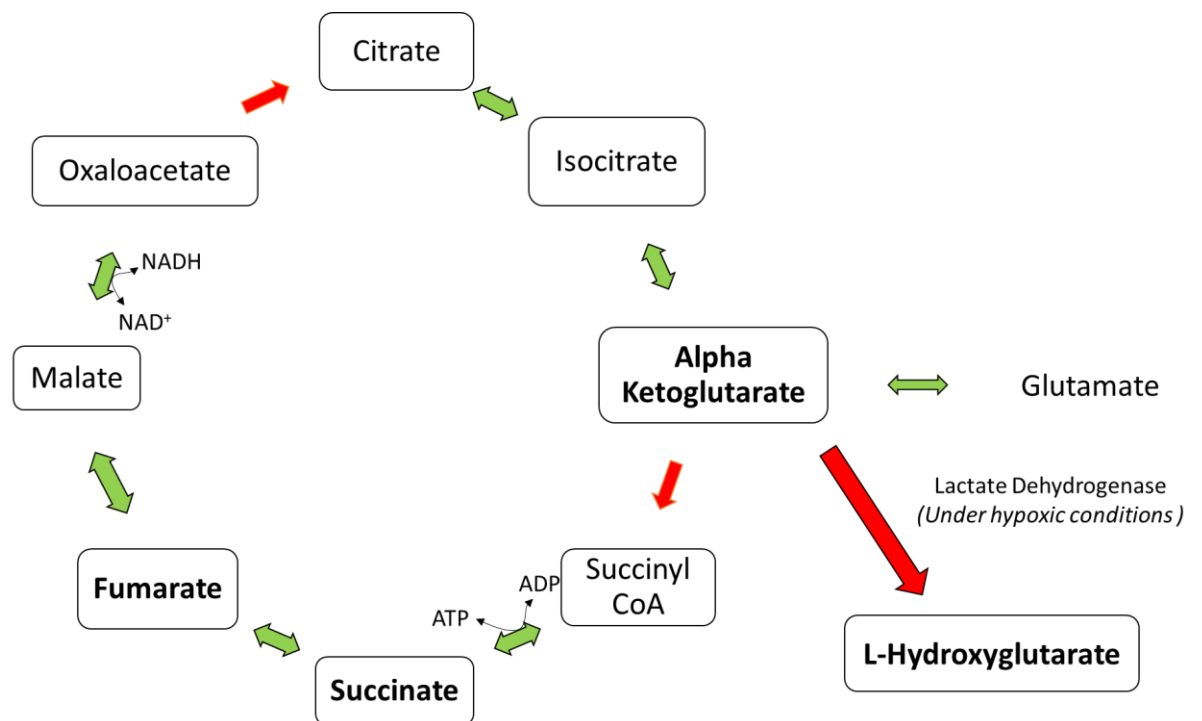 Citrate
Oxaloacetate
Isocitrate
NADH
NAD⁺
Malate
Alpha
Ketoglutarate
Glutamate
Lactate Dehydrogenase
(Under hypoxic conditions )
Fumarate
ATP
ADP
Succinyl
CoA
Succinate
L-Hydroxyglutarate